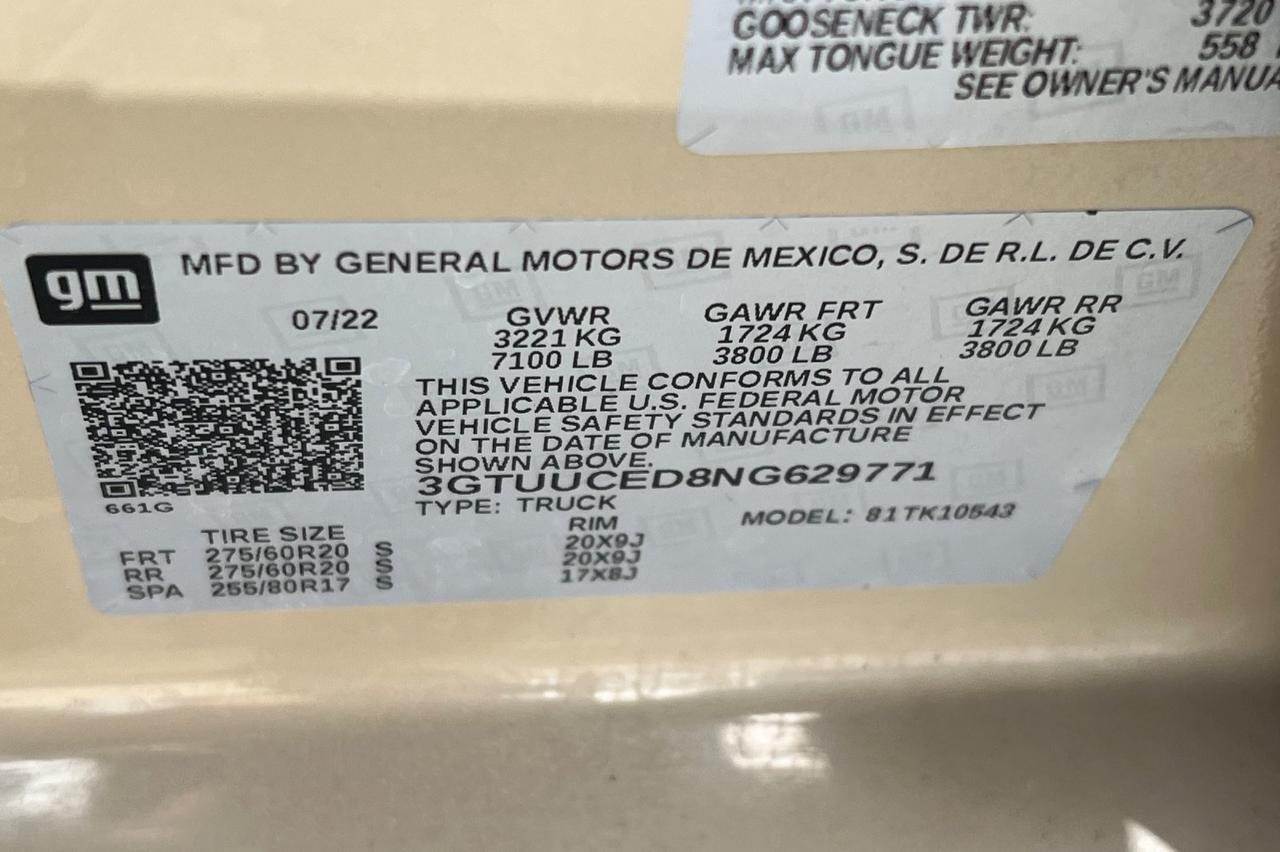 GOOSENECK TWR: 3720
MAX TONGUE WEIGHT: 558
SEE OWNER'S MANUA
gm MFD BY GENERAL MOTORS DE MEXICO, S. DE R.L. DE C.V.
07/22 GVWR GAWR FRT GAWR RR
3221 KG 1724 KG 1724 KG
7100 LB 3800 LB 3800 LB
THIS VEHICLE CONFORMS TO ALL
APPLICABLE U.S. FEDERAL MOTOR
VEHICLE SAFETY STANDARDS IN EFFECT
ON THE DATE OF MANUFACTURE
SHOWN ABOVE.
3GTUUCED8NG629771
661G TYPE: TRUCK MODEL: 81TK10543
TIRE SIZE RIM
FRT 275/60R20 S 20X9J
RR 275/60R20 S 20X9J
SPA 255/80R17 S 17X8J